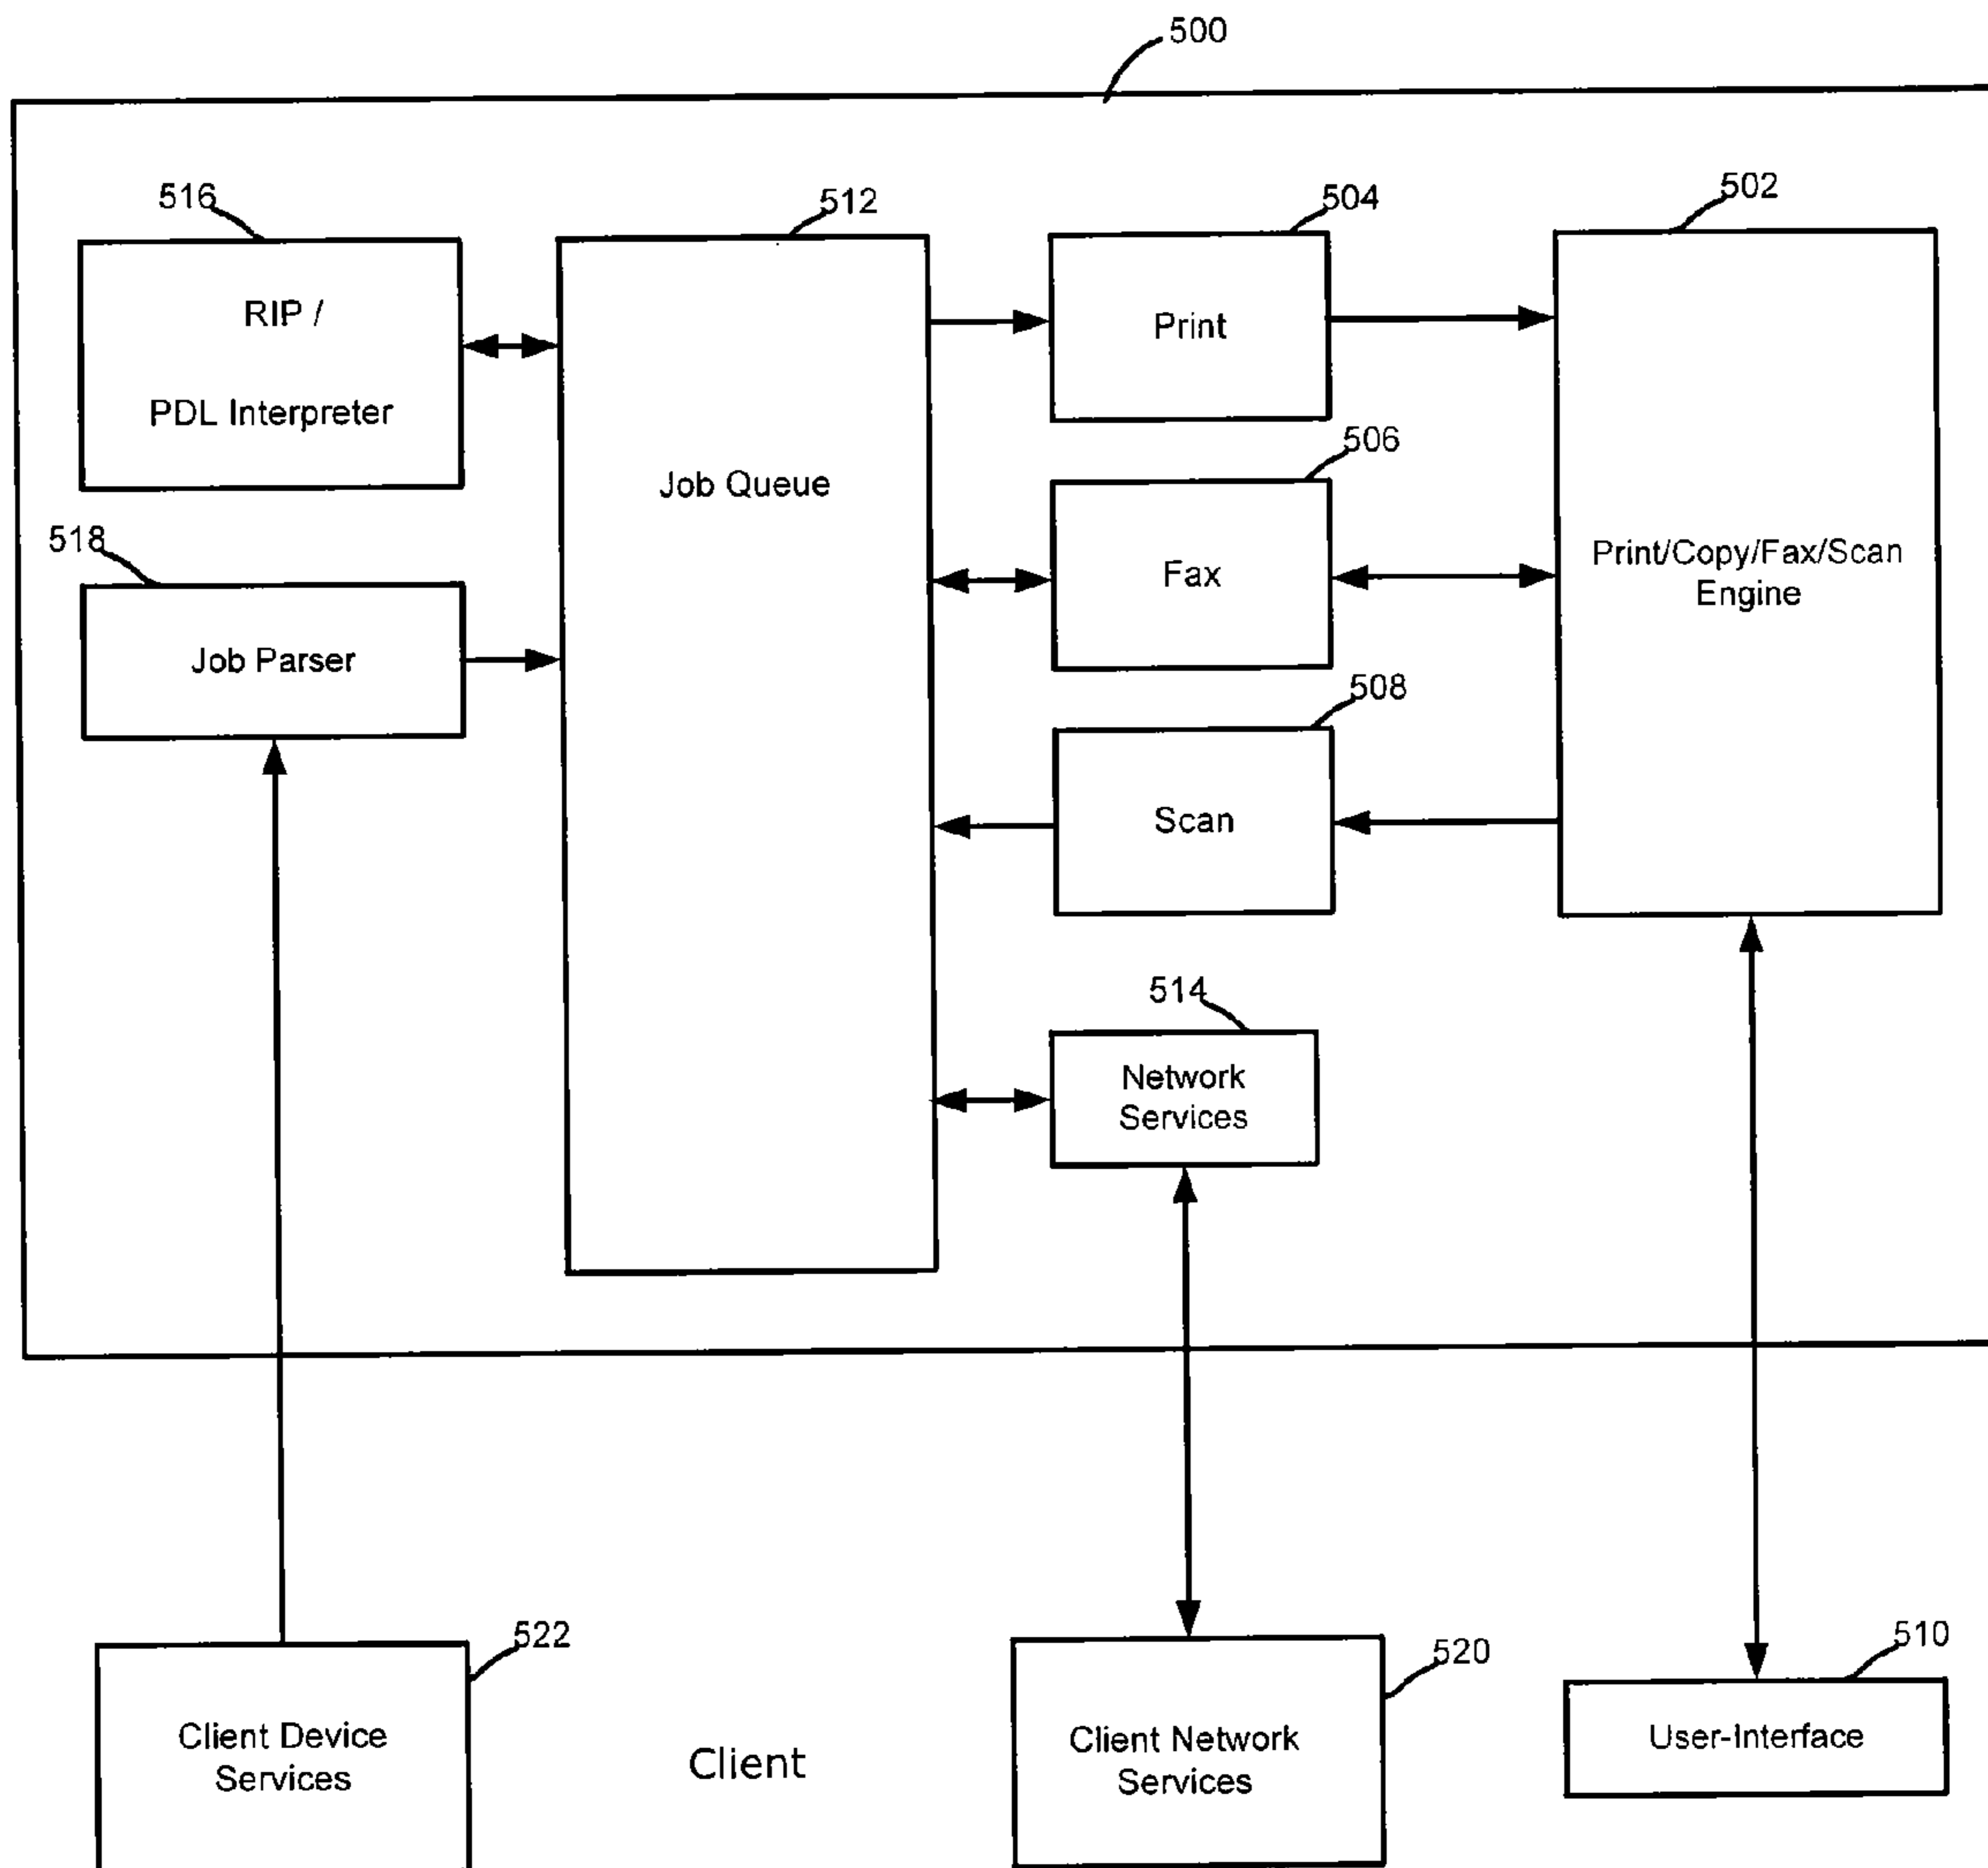 500
516
512
504
502
RIP /
PDL Interpreter
Job Queue
Print
506
Fax
Print/Copy/Fax/Scan
Engine
518
Job Parser
508
Scan
514
Network
Services
522
520
510
Client Device
Services
Client
Client Network
Services
User-Interface